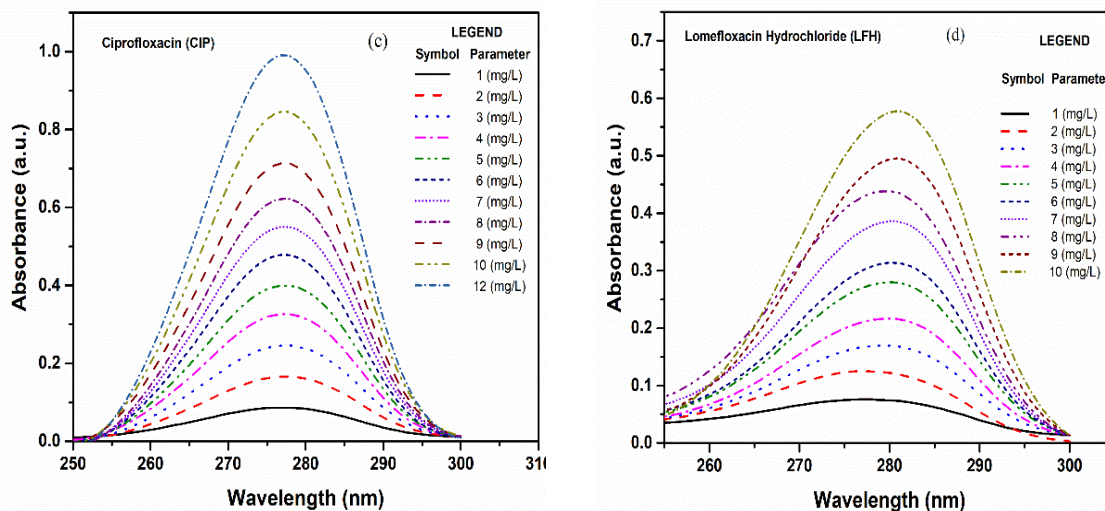 Ciprofloxacin (CIP)
(c)
LEGEND
Symbol Parameter
1 (mg/L)
2 (mg/L)
3 (mg/L)
4 (mg/L)
5 (mg/L)
6 (mg/L)
7 (mg/L)
8 (mg/L)
9 (mg/L)
10 (mg/L)
12 (mg/L)
Absorbance (a.u.)
1.0
0.8
0.6
0.4
0.2
0.0
250 260 270 280 290 300 310
Wavelength (nm)
Lomefloxacin Hydrochloride (LFH)
(d)
LEGEND
Symbol Paramete
1 (mg/L)
2 (mg/L)
3 (mg/L)
4 (mg/L)
5 (mg/L)
6 (mg/L)
7 (mg/L)
8 (mg/L)
9 (mg/L)
10 (mg/L)
Absorbance (a.u.)
0.7
0.6
0.5
0.4
0.3
0.2
0.1
0.0
260 270 280 290 300
Wavelength (nm)